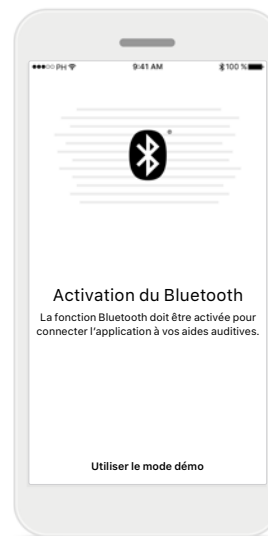 PH 9:41 AM 100 %
Activation du Bluetooth
La fonction Bluetooth doit être activée pour
connecter l'application à vos aides auditives.
Utiliser le mode démo